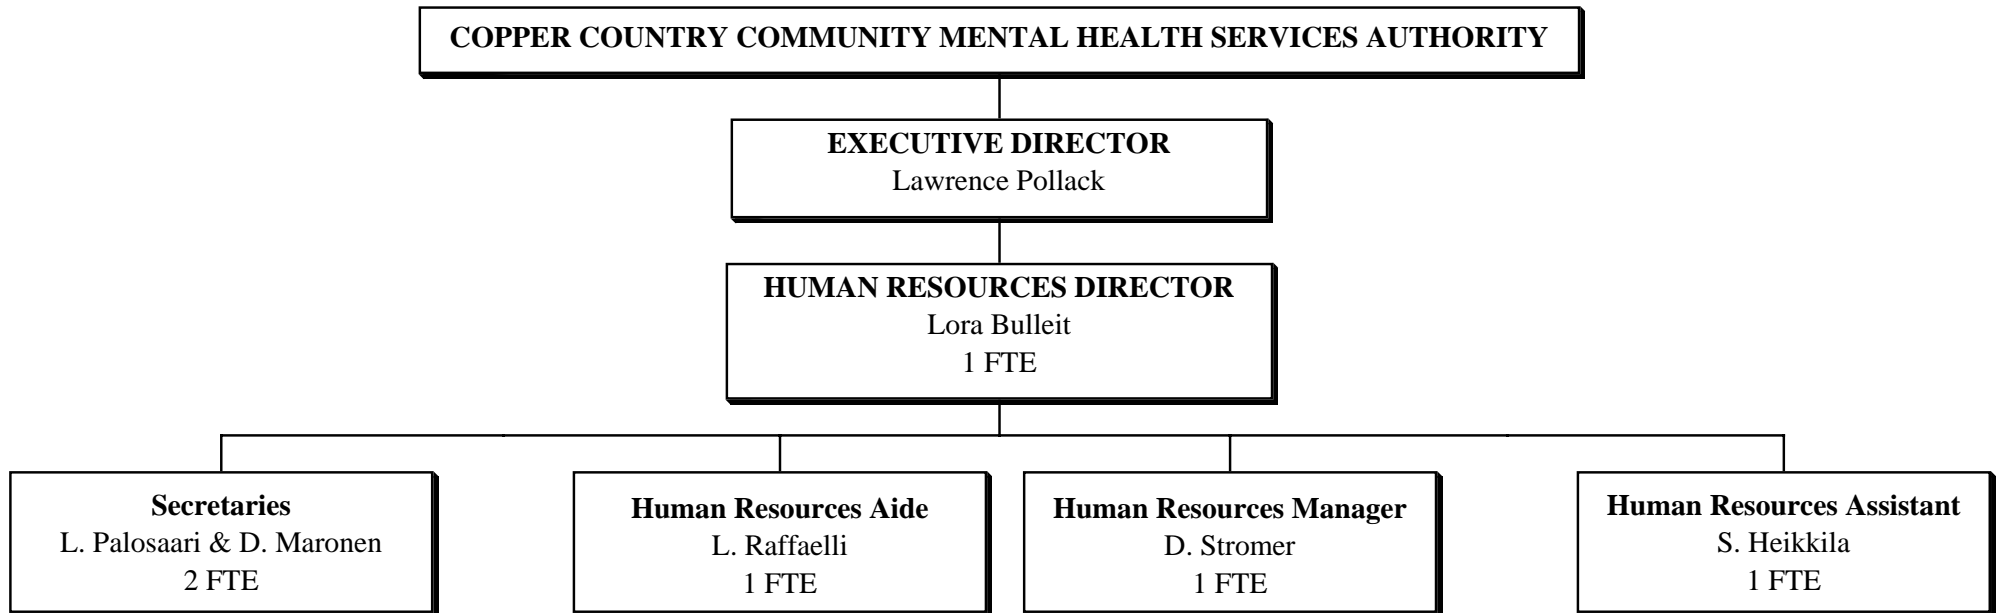 COPPER COUNTRY COMMUNITY MENTAL HEALTH SERVICES AUTHORITY
EXECUTIVE DIRECTOR
Lawrence Pollack
HUMAN RESOURCES DIRECTOR
Lora Bulleit
1 FTE
Secretaries
L. Palosaari & D. Maronen
2 FTE
Human Resources Aide
L. Raffaelli
1 FTE
Human Resources Manager
D. Stromer
1 FTE
Human Resources Assistant
S. Heikkila
1 FTE